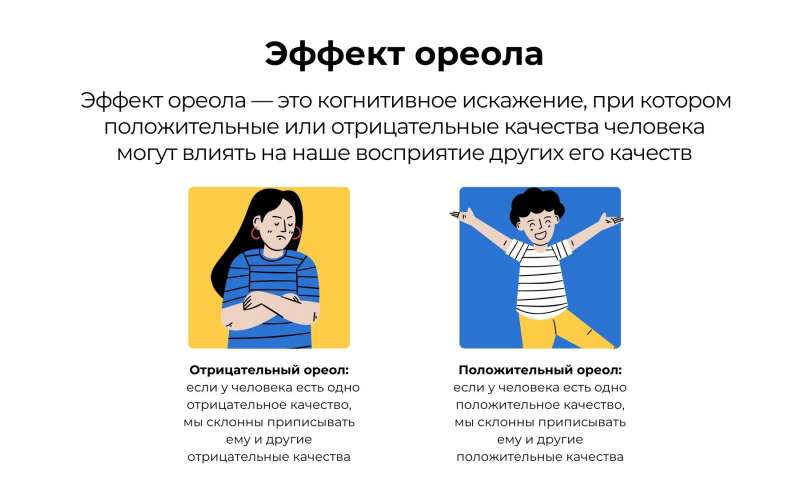 Эффект ореола
Эффект ореола — это когнитивное искажение, при котором
положительные или отрицательные качества человека
могут влиять на наше восприятие других его качеств
Отрицательный ореол:
если у человека есть одно
отрицательное качество,
мы склонны приписывать
ему и другие
отрицательные качества
Положительный ореол:
если у человека есть одно
положительное качество,
мы склонны приписывать
ему и другие
положительные качества